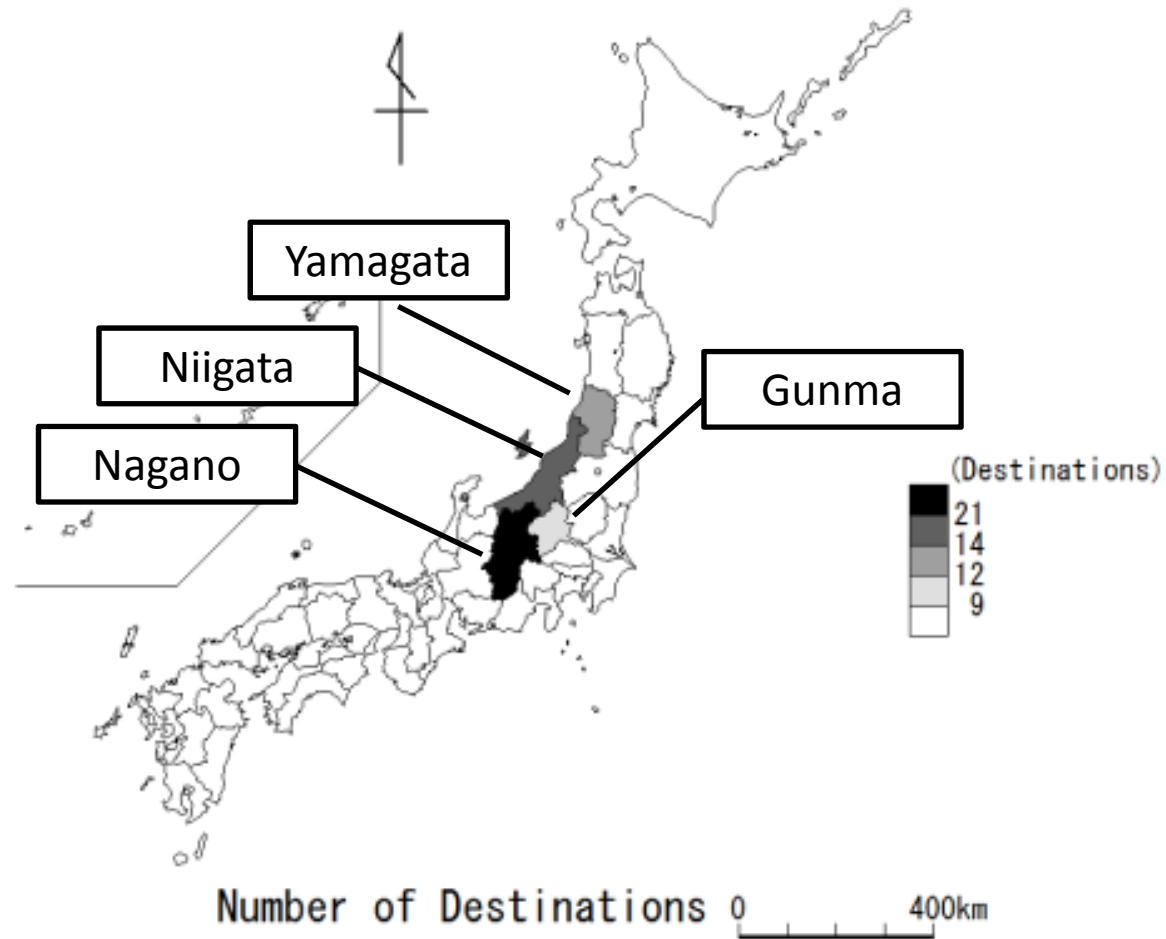 Yamagata
Niigata
Gunma
Nagano
(Destinations)
21
14
12
9
Number of Destinations 0 400km